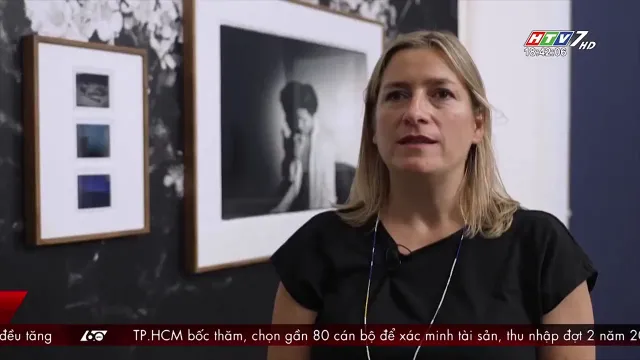 HTV7 HD
18:42:06
đều tăng 60 TP.HCM bốc thăm, chọn gần 80 cán bộ để xác minh tài sản, thu nhập đợt 2 năm 20